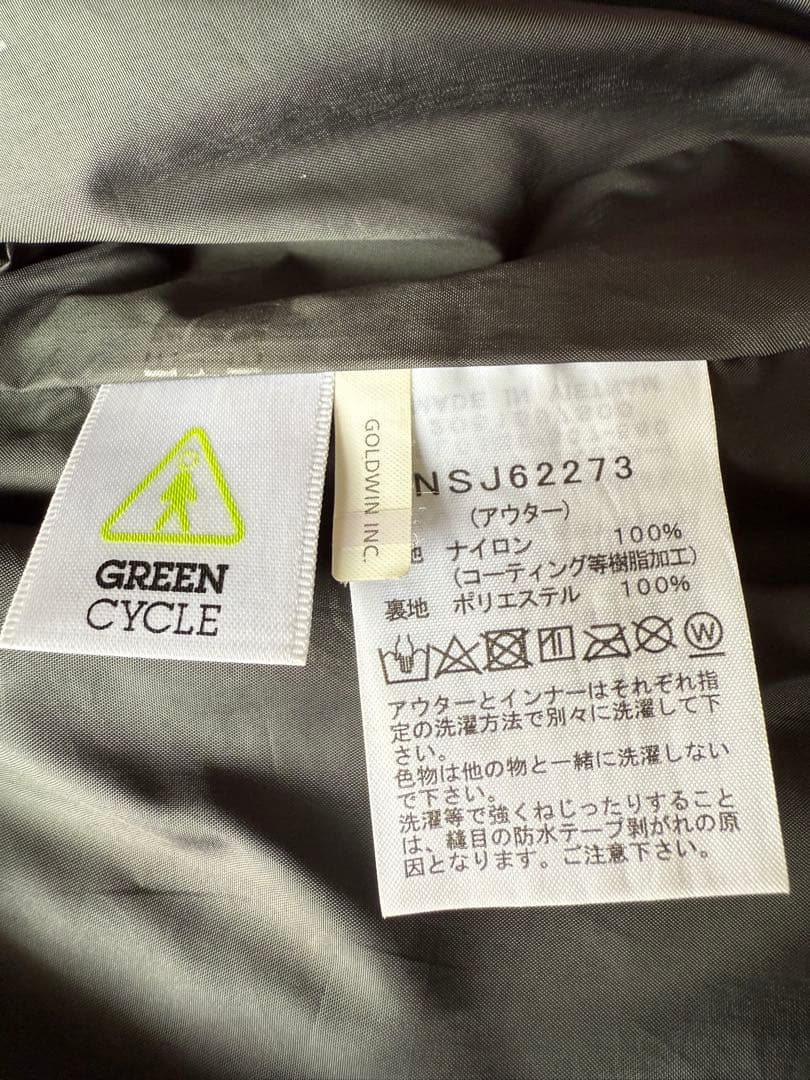 GREEN
CYCLE
GOLDWIN INC.
MADE IN VIETNAM
NSJ62273
(アウター)
地 ナイロン 100%
(コーティング等樹脂加工)
裏地 ポリエステル 100%
W
アウターとインナーはそれぞれ指
定の洗濯方法で別々に洗濯して下
さい。
色物は他の物と一緒に洗濯しない
で下さい。
洗濯等で強くねじったりすること
は、縫目の防水テープ剥がれの原
因となります。ご注意下さい。